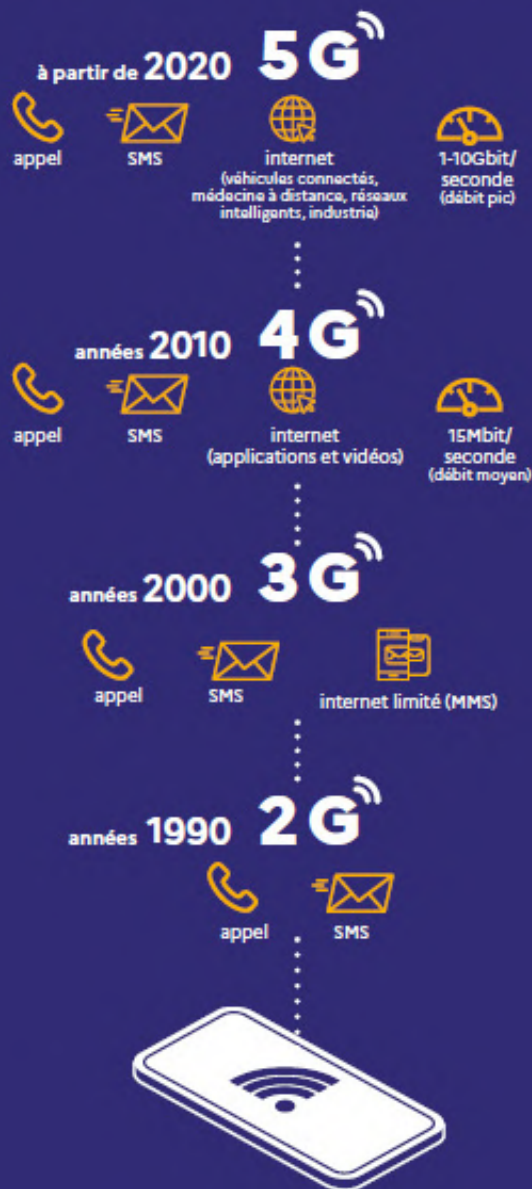 à partir de 2020 5G
appel
SMS
internet
(véhicules connectés,
médecine à distance, réseaux
intelligents, industrie)
1-10Gbit/
seconde
(débit pic)
années 2010 4G
appel
SMS
internet
(applications et vidéos)
15Mbit/
seconde
(débit moyen)
années 2000 3G
appel
SMS
internet limité (MMS)
années 1990 2G
appel
SMS